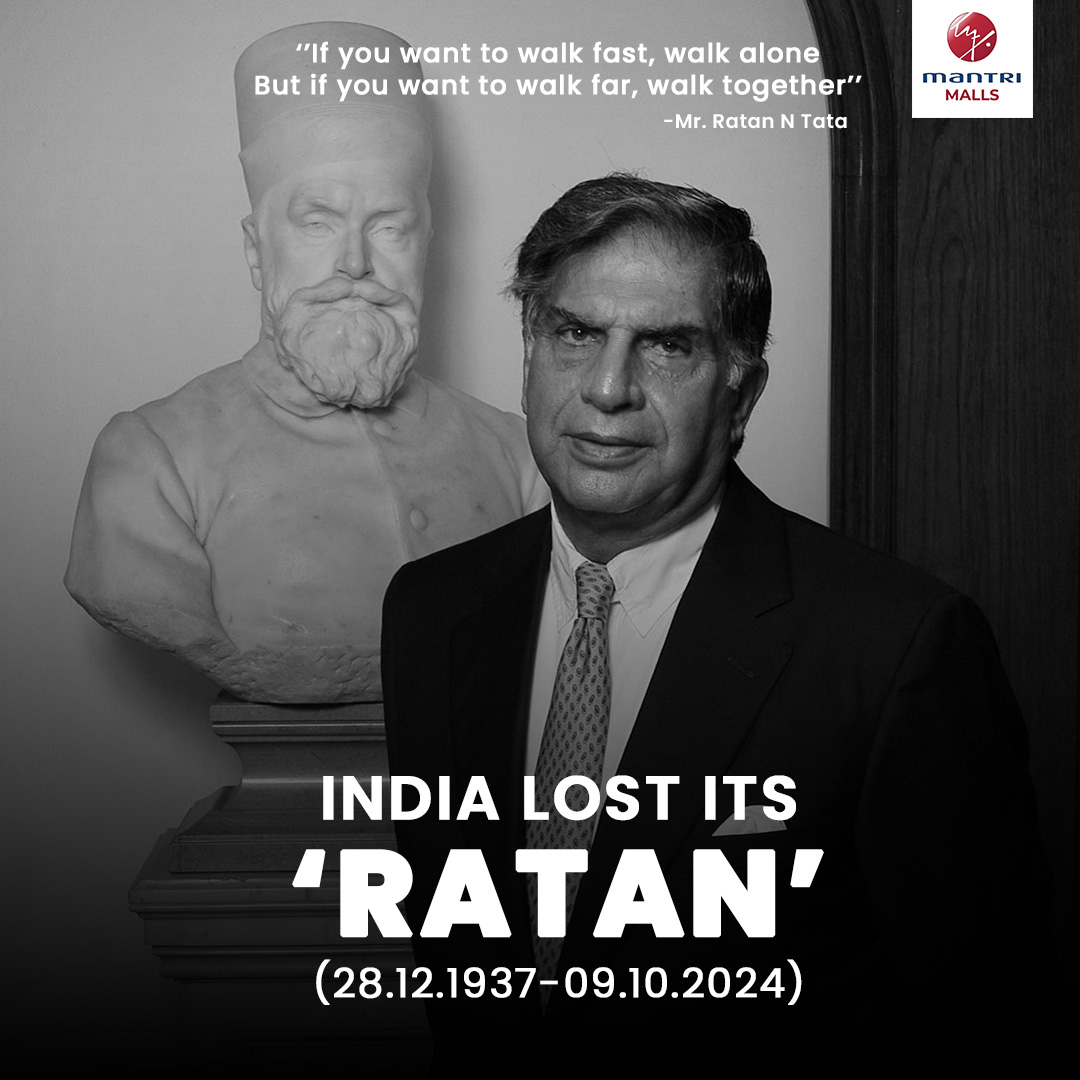 ‘’If you want to walk fast, walk alone
But if you want to walk far, walk together’’
-Mr. Ratan N Tata
mantri
MALLS
INDIA LOST ITS
‘RATAN’
(28.12.1937-09.10.2024)